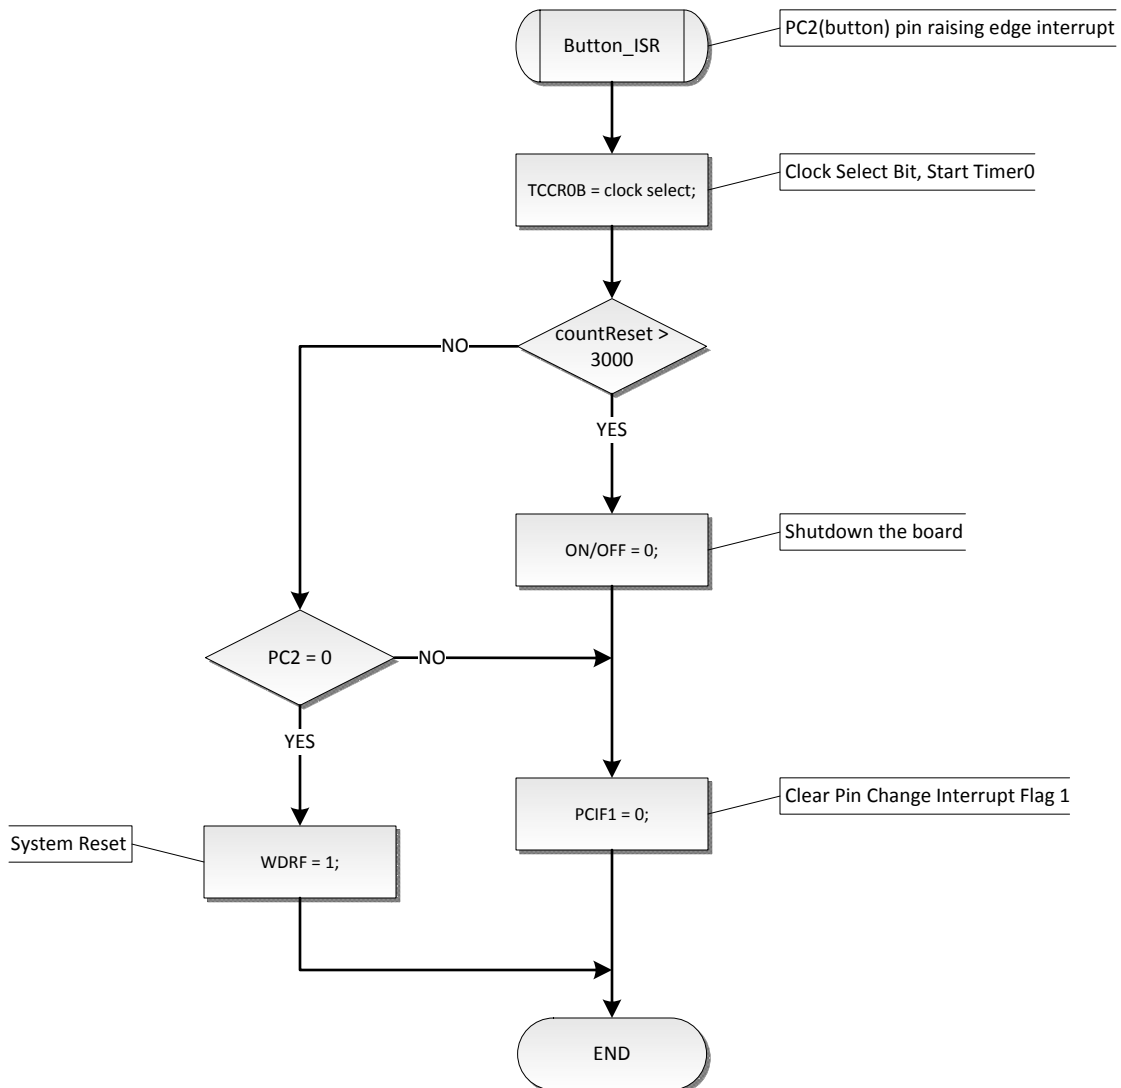 Button_ISR
PC2(button) pin raising edge interrupt
TCCR0B = clock select;
Clock Select Bit, Start Timer0
countReset >
3000
NO
YES
ON/OFF = 0;
Shutdown the board
PC2 = 0
NO
YES
PCIF1 = 0;
Clear Pin Change Interrupt Flag 1
System Reset
WDRF = 1;
END